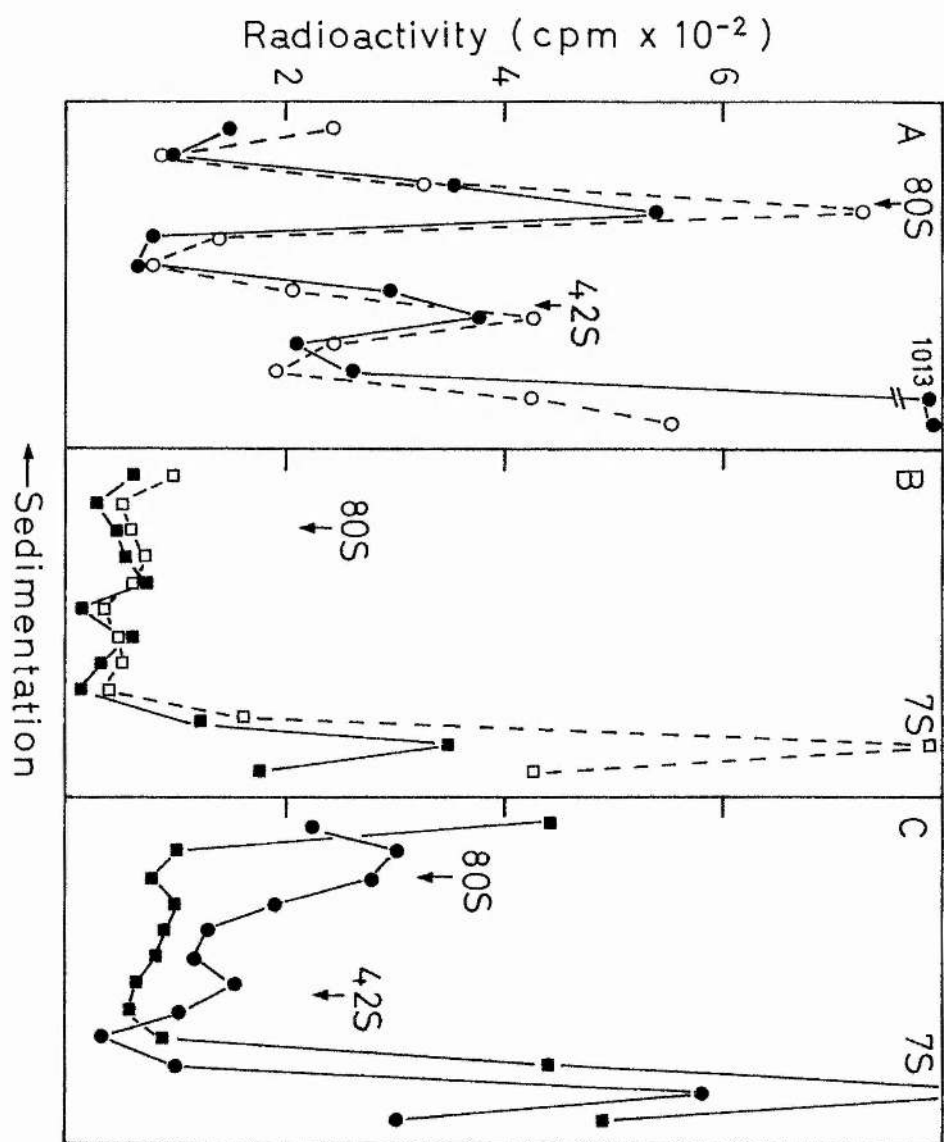 Radioactivity (cpm x 10⁻²)
2
4
6
A
80S
42S
1013
B
80S
7S
C
80S
42S
7S
←Sedimentation